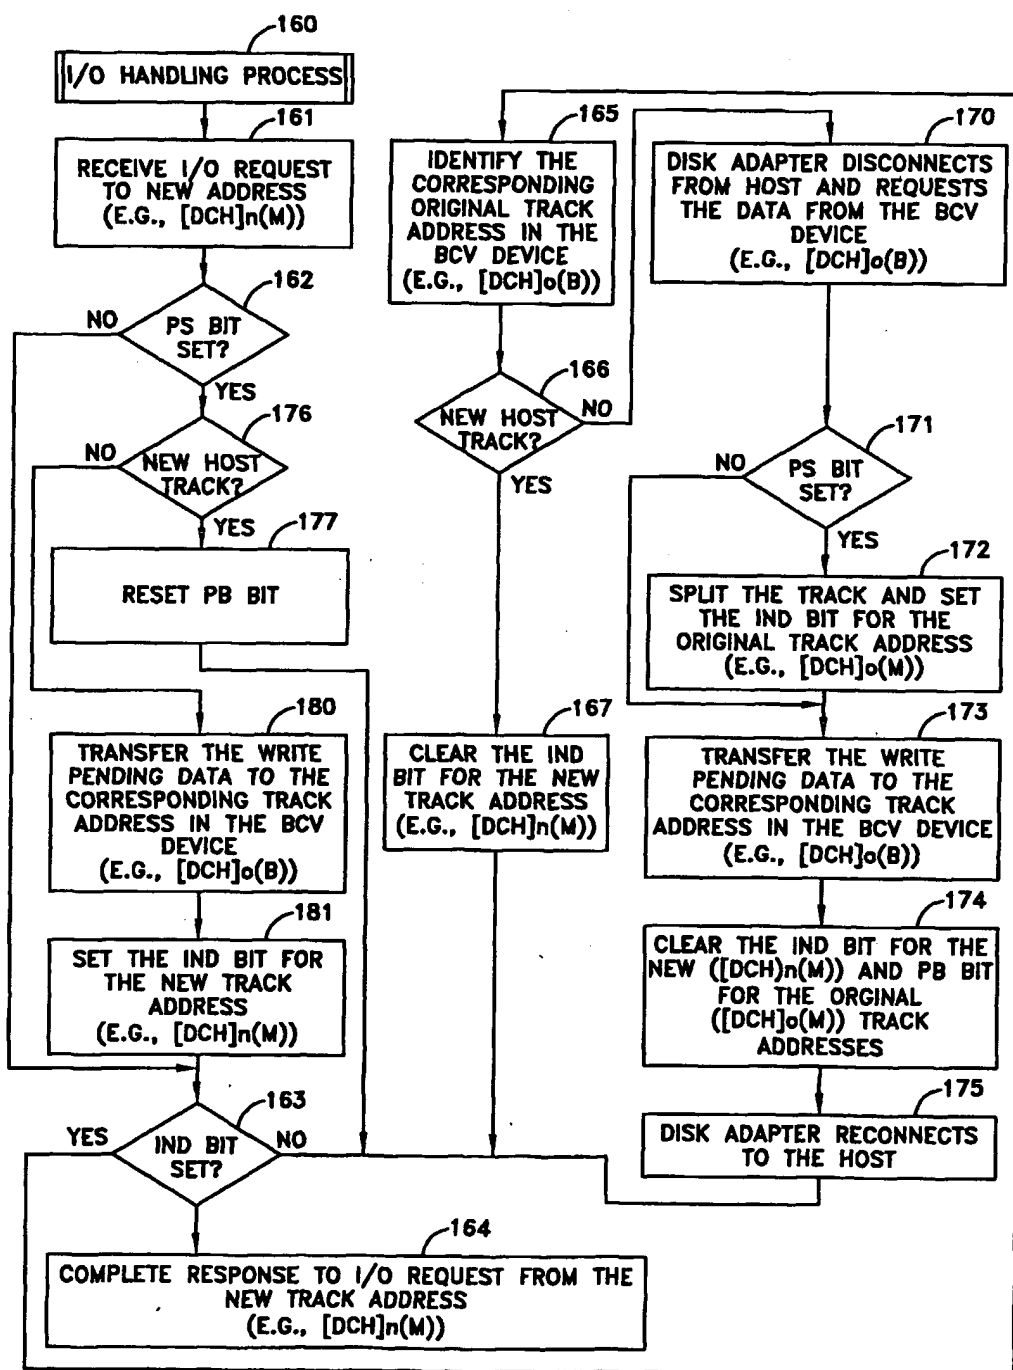 160
I/O HANDLING PROCESS
161
RECEIVE I/O REQUEST
TO NEW ADDRESS
(E.G., [DCH]n(M))
162
PS BIT
SET?
NO
YES
176
NEW HOST
TRACK?
NO
YES
177
RESET PB BIT
180
TRANSFER THE WRITE
PENDING DATA TO THE
CORRESPONDING TRACK
ADDRESS IN THE BCV
DEVICE
(E.G., [DCH]o(B))
181
SET THE IND BIT FOR
THE NEW TRACK
ADDRESS
(E.G., [DCH]n(M))
163
YES
IND BIT
SET?
NO
164
COMPLETE RESPONSE TO I/O REQUEST FROM THE
NEW TRACK ADDRESS
(E.G., [DCH]n(M))
165
IDENTIFY THE
CORRESPONDING
ORIGINAL TRACK
ADDRESS IN THE
BCV DEVICE
(E.G., [DCH]o(B))
166
NEW HOST
TRACK?
NO
YES
167
CLEAR THE IND
BIT FOR THE NEW
TRACK ADDRESS
(E.G., [DCH]n(M))
170
DISK ADAPTER DISCONNECTS
FROM HOST AND REQUESTS
THE DATA FROM THE BCV
DEVICE
(E.G., [DCH]o(B))
171
NO
PS BIT
SET?
YES
172
SPLIT THE TRACK AND SET
THE IND BIT FOR THE
ORIGINAL TRACK ADDRESS
(E.G., [DCH]o(M))
173
TRANSFER THE WRITE
PENDING DATA TO THE
CORRESPONDING TRACK
ADDRESS IN THE BCV DEVICE
(E.G., [DCH]o(B))
174
CLEAR THE IND BIT FOR THE
NEW ([DCH)n(M)) AND PB BIT
FOR THE ORGINAL
([DCH]o(M)) TRACK
ADDRESSES
175
DISK ADAPTER RECONNECTS
TO THE HOST